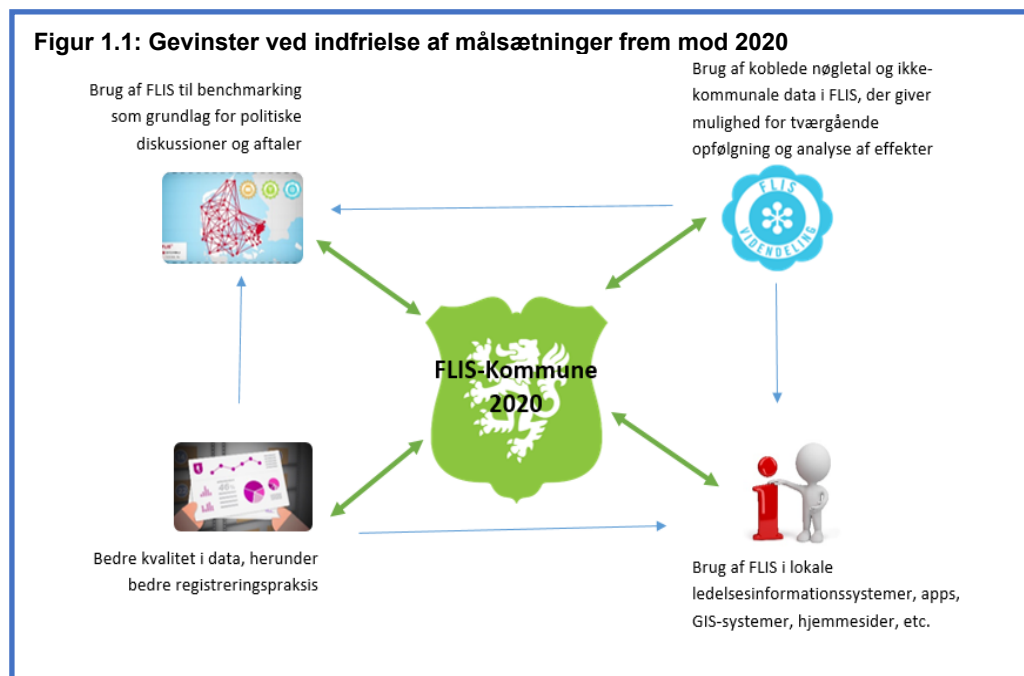 Figur 1.1: Gevinster ved indfrielse af målsætninger frem mod 2020
Brug af FLIS til benchmarking
som grundlag for politiske
diskussioner og aftaler
Brug af koblede nøgletal og ikke-
kommunale data i FLIS, der giver
mulighed for tværgående
opfølgning og analyse af effekter
FLIS
VIDENDELING
FLIS-Kommune
2020
Bedre kvalitet i data, herunder
bedre registreringspraksis
Brug af FLIS i lokale
ledelsesinformationssystemer, apps,
GIS-systemer, hjemmesider, etc.